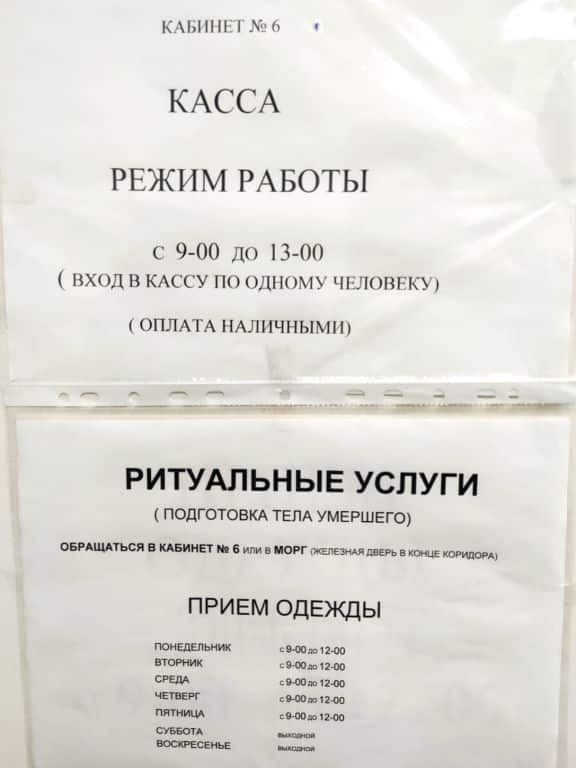 КАБИНЕТ № 6
КАССА
РЕЖИМ РАБОТЫ
С 9-00 ДО 13-00
( ВХОД В КАССУ ПО ОДНОМУ ЧЕЛОВЕКУ)
( ОПЛАТА НАЛИЧНЫМИ)
РИТУАЛЬНЫЕ УСЛУГИ
( ПОДГОТОВКА ТЕЛА УМЕРШЕГО)
ОБРАЩАТЬСЯ В КАБИНЕТ № 6 ИЛИ В МОРГ (ЖЕЛЕЗНАЯ ДВЕРЬ В КОНЦЕ КОРИДОРА)
ПРИЕМ ОДЕЖДЫ
ПОНЕДЕЛЬНИК с 9-00 до 12-00
ВТОРНИК с 9-00 до 12-00
СРЕДА с 9-00 до 12-00
ЧЕТВЕРГ с 9-00 до 12-00
ПЯТНИЦА с 9-00 до 12-00
СУББОТА ВЫХОДНОЙ
ВОСКРЕСЕНЬЕ ВЫХОДНОЙ